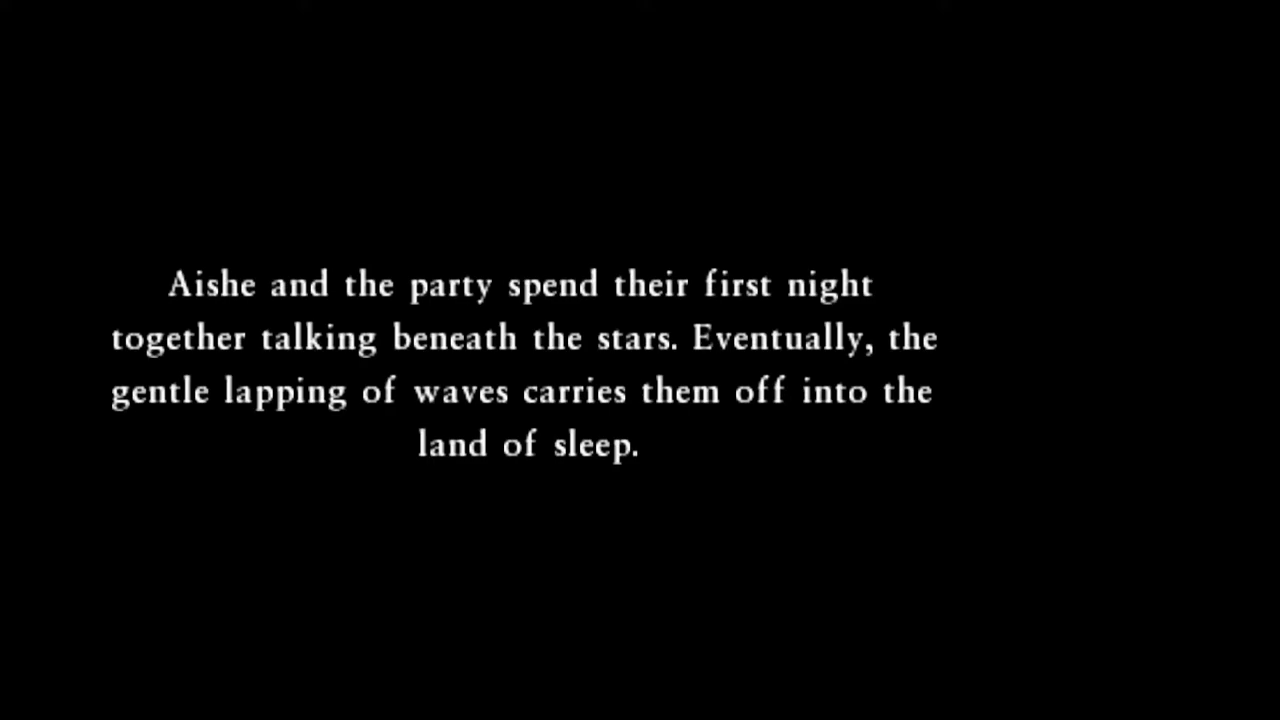 Aishe and the party spend their first night
together talking beneath the stars. Eventually, the
gentle lapping of waves carries them off into the
land of sleep.